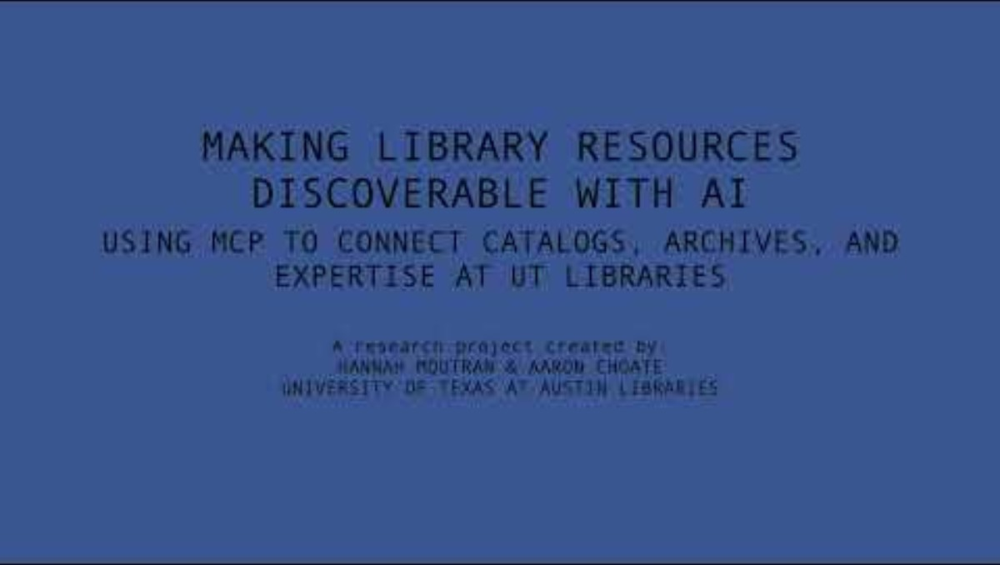 MAKING LIBRARY RESOURCES
DISCOVERABLE WITH AI
USING MCP TO CONNECT CATALOGS, ARCHIVES, AND
EXPERTISE AT UT LIBRARIES
A research project created by:
HANNAH MOUTRAN & AARON CHOATE
UNIVERSITY OF TEXAS AT AUSTIN LIBRARIES